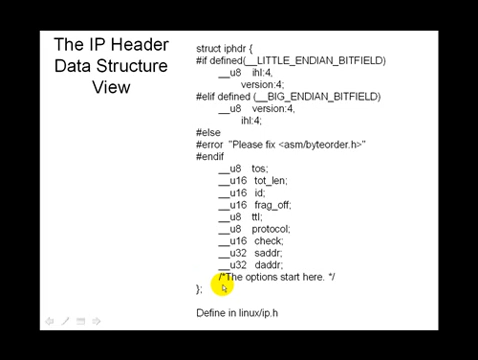 The IP Header
Data Structure
View
struct iphdr {
#if defined(__LITTLE_ENDIAN_BITFIELD)
__u8 ihl:4,
version:4;
#elif defined (__BIG_ENDIAN_BITFIELD)
__u8 version:4,
ihl:4;
#else
#error "Please fix <asm/byteorder.h>"
#endif
__u8 tos;
__u16 tot_len;
__u16 id;
__u16 frag_off;
__u8 ttl;
__u8 protocol;
__u16 check;
__u32 saddr;
__u32 daddr;
/*The options start here. */
};
Define in linux/ip.h